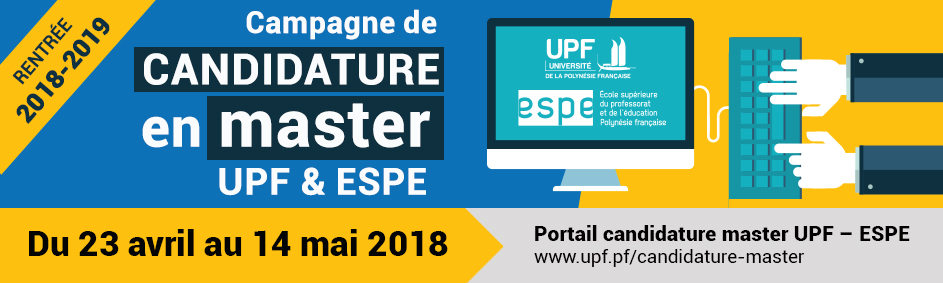 RENTRÉE
2018-2019
Campagne de
CANDIDATURE
en master
UPF & ESPE
UPF
UNIVERSITÉ
DE LA POLYNÉSIE FRANÇAISE
espe
École supérieure
du professorat
et de l'éducation
Polynésie française
Du 23 avril au 14 mai 2018
Portail candidature master UPF – ESPE
www.upf.pf/candidature-master